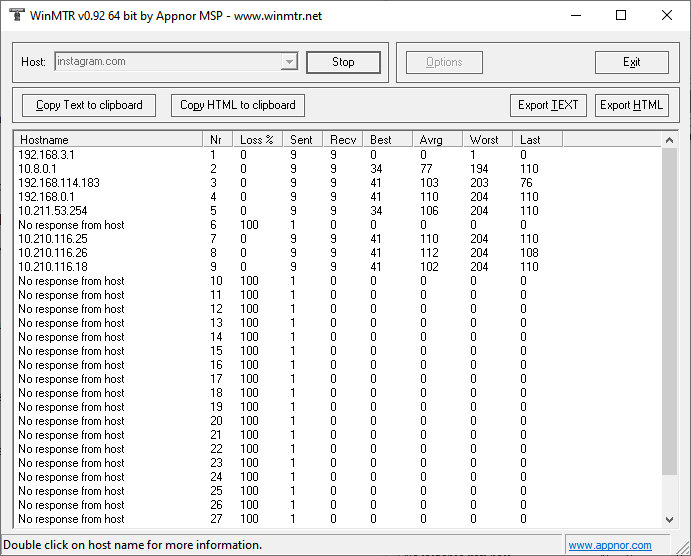 WinMTR v0.92 64 bit by Appnor MSP - www.winmtr.net
Host: instagram.com Stop Options Exit
Copy Text to clipboard Copy HTML to clipboard Export TEXT Export HTML
Hostname Nr Loss % Sent Recv Best Avrg Worst Last
192.168.3.1 1 0 9 9 0 0 1 0
10.8.0.1 2 0 9 9 34 77 194 110
192.168.114.183 3 0 9 9 41 103 203 76
192.168.0.1 4 0 9 9 41 110 204 110
10.211.53.254 5 0 9 9 34 106 204 110
No response from host 6 100 1 0 0 0 0 0
10.210.116.25 7 0 9 9 41 110 204 110
10.210.116.26 8 0 9 9 41 112 204 108
10.210.116.18 9 0 9 9 41 102 204 110
No response from host 10 100 1 0 0 0 0 0
No response from host 11 100 1 0 0 0 0 0
No response from host 12 100 1 0 0 0 0 0
No response from host 13 100 1 0 0 0 0 0
No response from host 14 100 1 0 0 0 0 0
No response from host 15 100 1 0 0 0 0 0
No response from host 16 100 1 0 0 0 0 0
No response from host 17 100 1 0 0 0 0 0
No response from host 18 100 1 0 0 0 0 0
No response from host 19 100 1 0 0 0 0 0
No response from host 20 100 1 0 0 0 0 0
No response from host 21 100 1 0 0 0 0 0
No response from host 22 100 1 0 0 0 0 0
No response from host 23 100 1 0 0 0 0 0
No response from host 24 100 1 0 0 0 0 0
No response from host 25 100 1 0 0 0 0 0
No response from host 26 100 1 0 0 0 0 0
No response from host 27 100 1 0 0 0 0 0
Double click on host name for more information. www.appnor.com